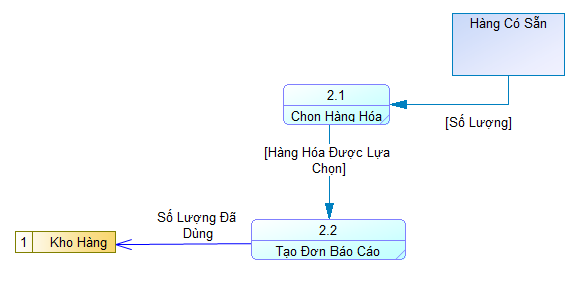 Hàng Có Sẵn
2.1
Chon Hàng Hóa
[Số Lượng]
[Hàng Hóa Được Lựa
Chọn]
Số Lượng Đã
Dùng
2.2
1 Kho Hàng
Tạo Đơn Báo Cáo